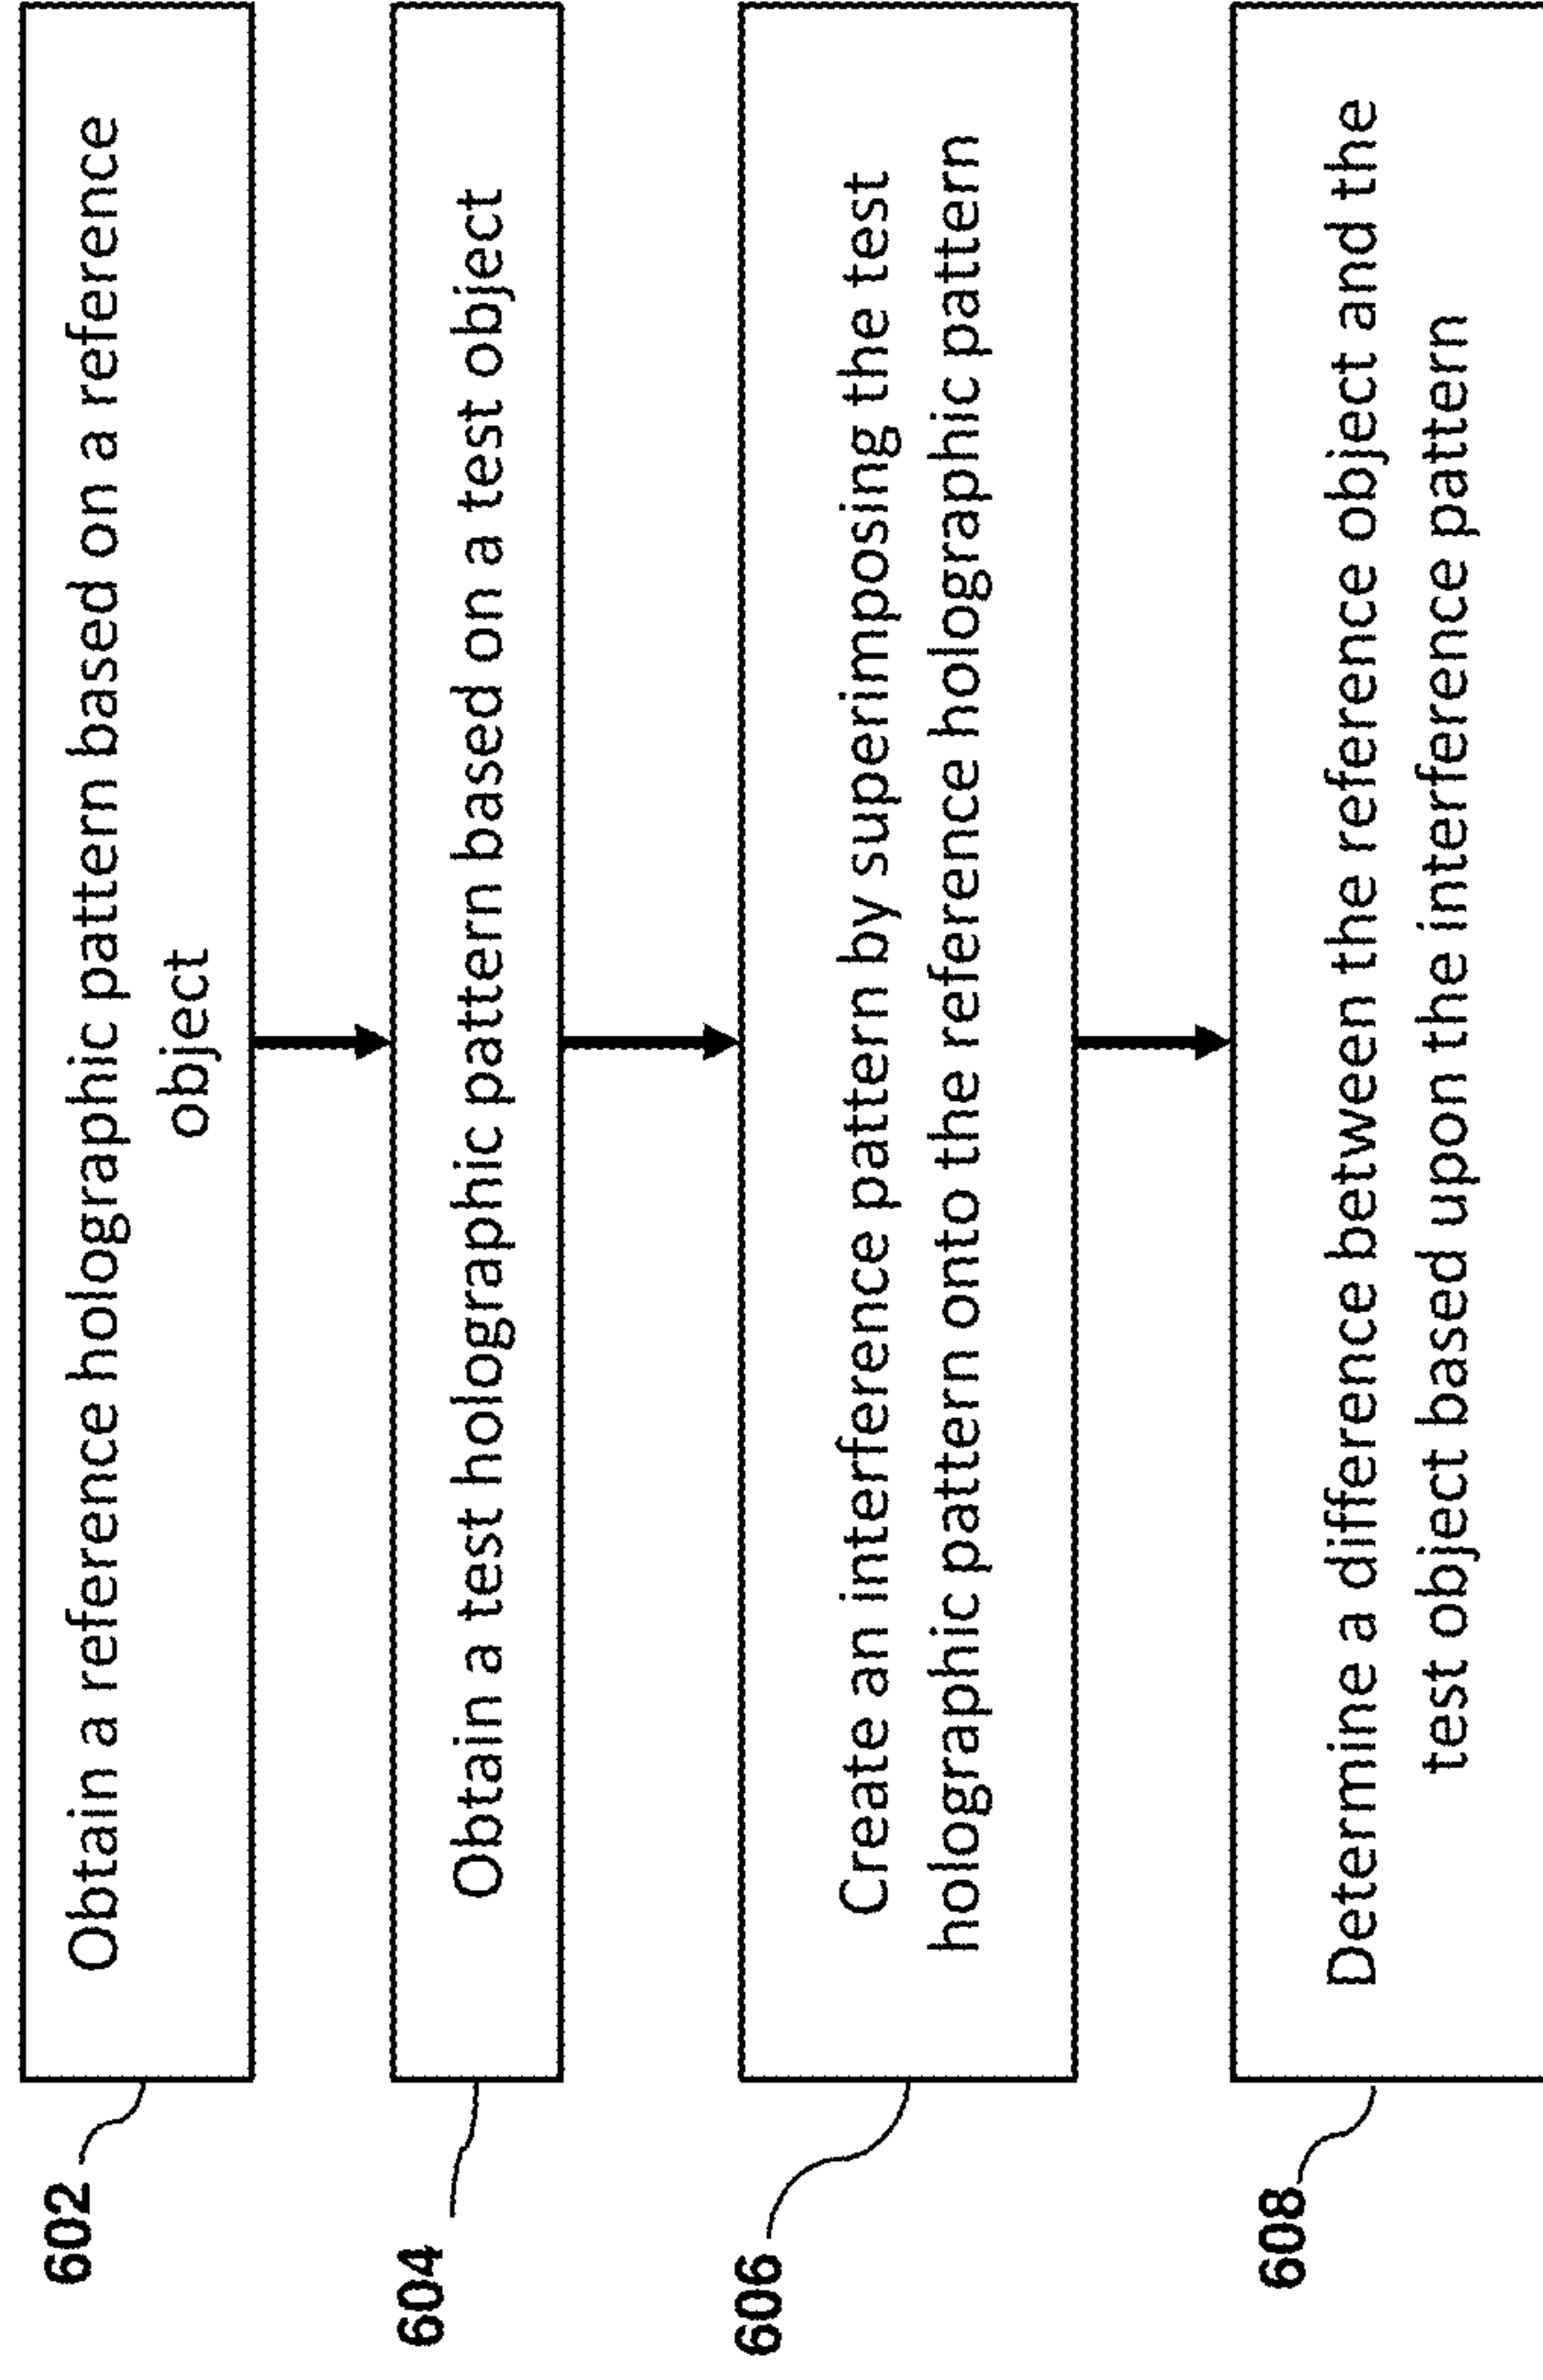 602
Obtain a reference holographic pattern based on a reference
object
604
Obtain a test holographic pattern based on a test object
606
Create an interference pattern by superimposing the test
holographic pattern onto the reference holographic pattern
608
Determine a difference between the reference object and the
test object based upon the interference pattern